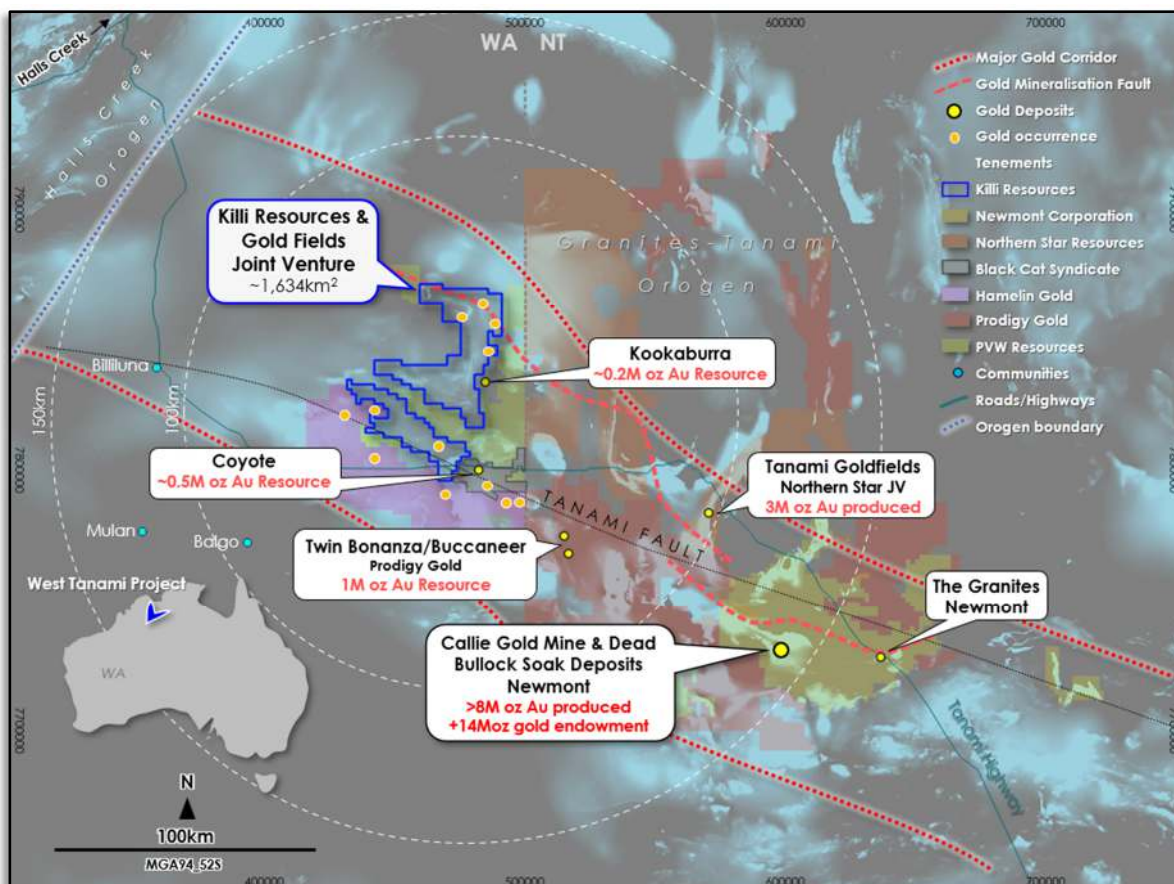 400000
500000
600000
700000
Halls Creek
Halls Creek
Orogen
WA NT
Major Gold Corridor
Gold Mineralisation Fault
Gold Deposits
Gold occurrence
Tenements
Killi Resources
Newmont Corporation
Northern Star Resources
Black Cat Syndicate
Hamelin Gold
Prodigy Gold
PVW Resources
Communities
Roads/Highways
Orogen boundary
7900000
Killi Resources &
Gold Fields
Joint Venture
~1,634km²
Granites-Tanami
Orogen
Billiluna
Kookaburra
~0.2M oz Au Resource
150km
100km
7800000
Coyote
~0.5M oz Au Resource
Tanami Goldfields
Northern Star JV
3M oz Au produced
TANAMI FAULT
Mulan
Balgo
Twin Bonanza/Buccaneer
Prodigy Gold
1M oz Au Resource
West Tanami Project
WA
The Granites
Newmont
Callie Gold Mine & Dead
Bullock Soak Deposits
Newmont
>8M oz Au produced
+14Moz gold endowment
7700000
7700000
Tanami Highway
N
100km
MGA94_52S
400000
500000
600000
700000